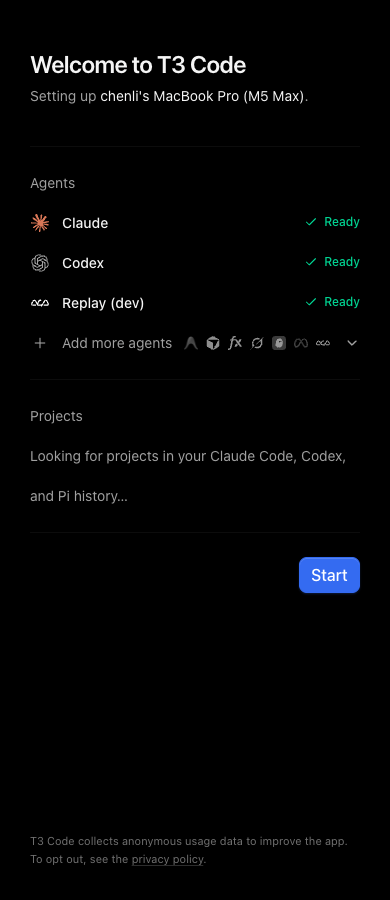 Welcome to T3 Code
Setting up chenli's MacBook Pro (M5 Max).
Agents
Claude
Ready
Codex
Ready
Replay (dev)
Ready
Add more agents
Projects
Looking for projects in your Claude Code, Codex,
and Pi history...
Start
T3 Code collects anonymous usage data to improve the app.
To opt out, see the privacy policy.